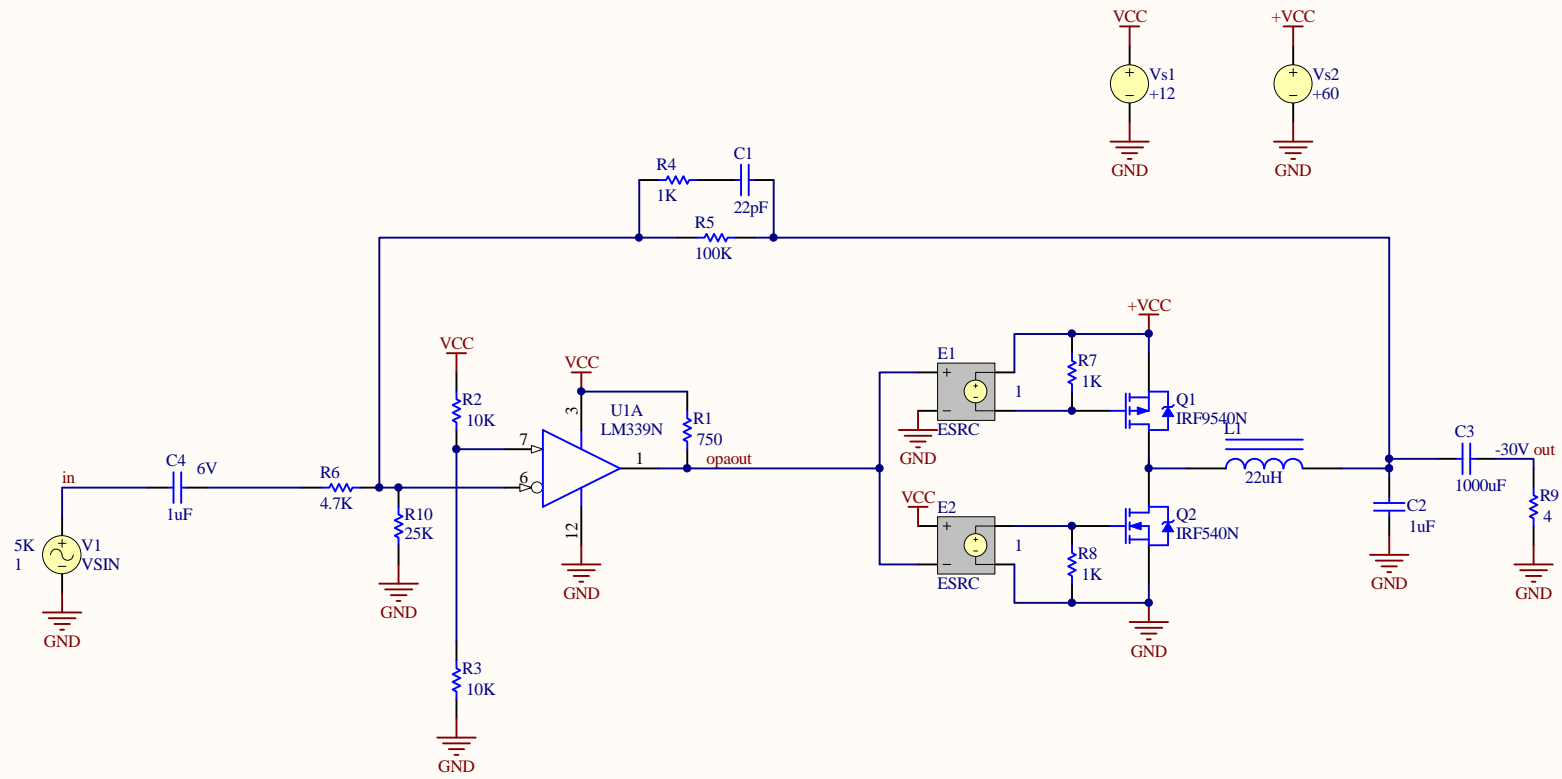 VCC
Vs1
+12
GND
+VCC
Vs2
+60
GND
R4
1K
C1
22pF
R5
100K
in
5K
1
V1
VSIN
GND
C4
6V
1uF
R6
4.7K
R10
25K
GND
VCC
R2
10K
R3
10K
GND
VCC
3
U1A
LM339N
7
6
1
12
GND
R1
750
opaout
E1
1
ESRC
GND
VCC
E2
1
ESRC
R7
1K
R8
1K
+VCC
Q1
IRF9540N
Q2
IRF540N
GND
L1
22uH
C3
1000uF
-30V
out
C2
1uF
GND
R9
4
GND